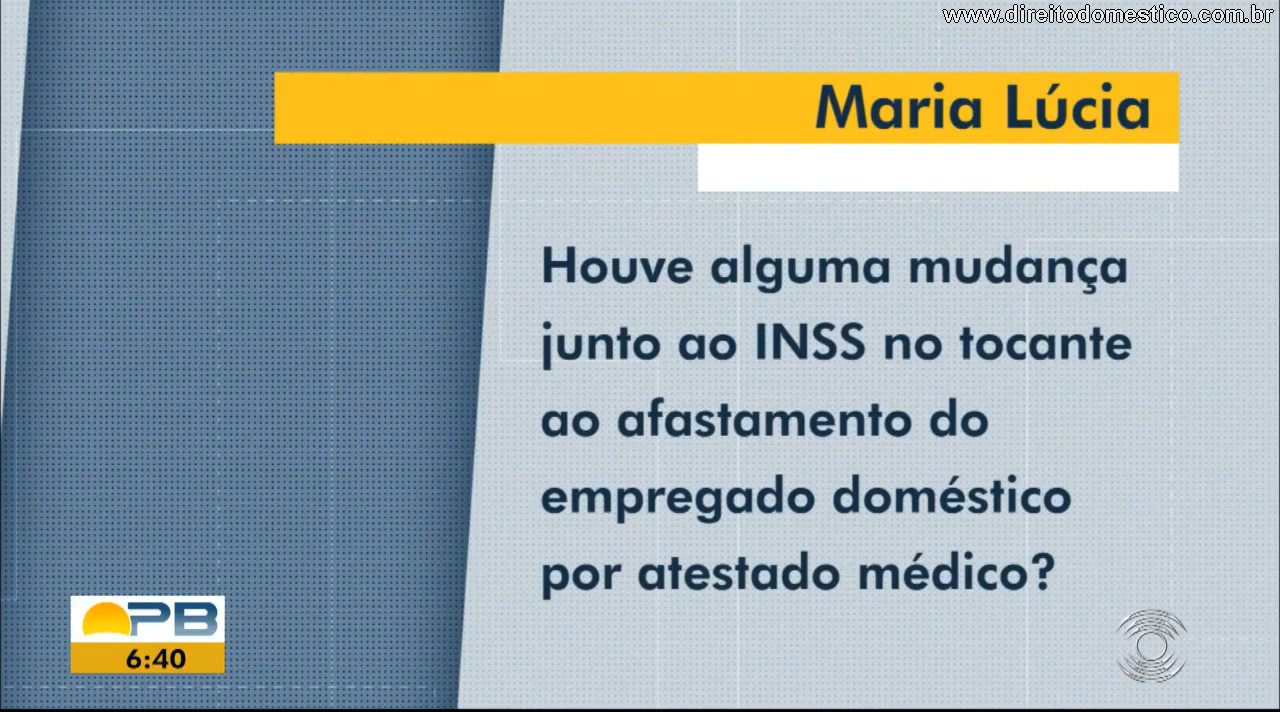 www.direitodomestico.com.br
Maria Lúcia
Houve alguma mudança
junto ao INSS no tocante
ao afastamento do
empregado doméstico
por atestado médico?
PB
6:40